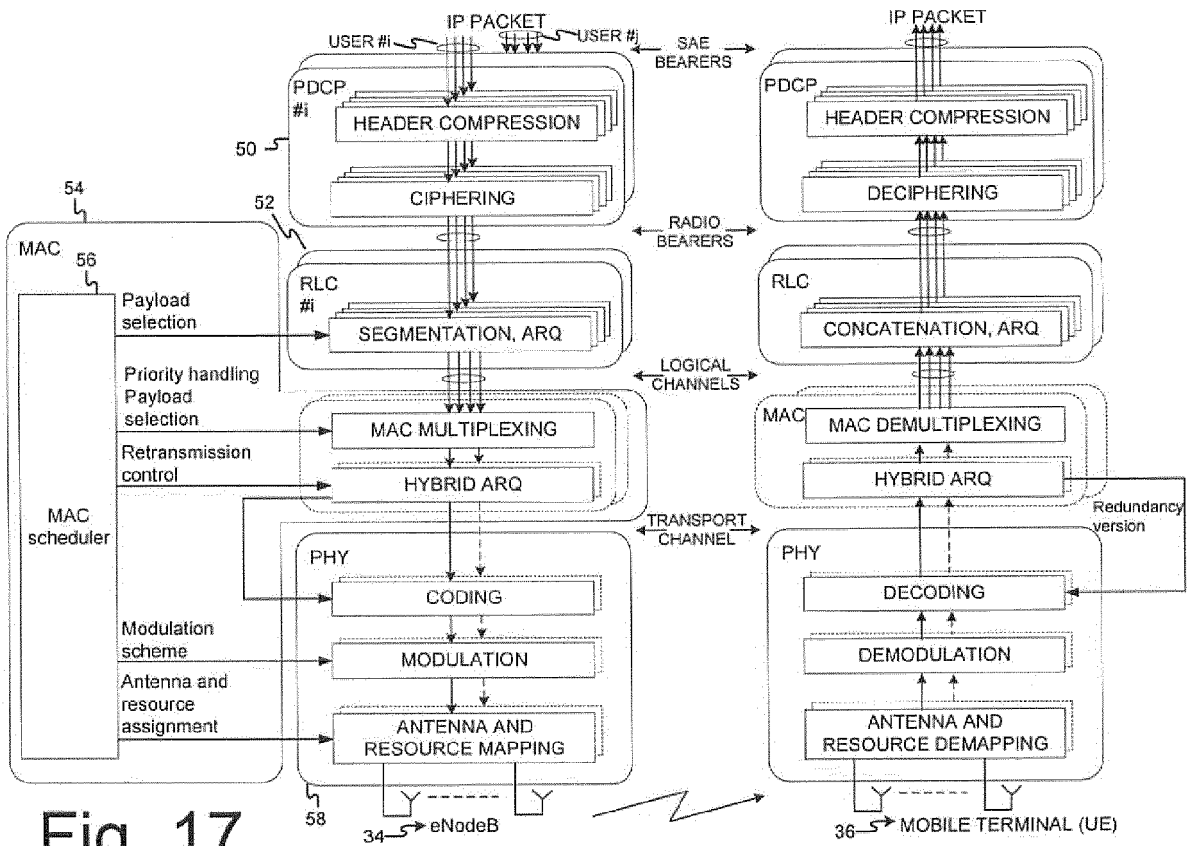 IP PACKET
USER #i
USER #j
52
SAE
BEARERS
IP PACKET
PDCP
#i
HEADER COMPRESSION
50
CIPHERING
PDCP
HEADER COMPRESSION
DECIPHERING
54
52
RADIO
BEARERS
MAC
56
MAC
scheduler
Payload
selection
RLC
#i
SEGMENTATION, ARQ
RLC
CONCATENATION, ARQ
LOGICAL
CHANNELS
Priority handling
Payload
selection
MAC MULTIPLEXING
MAC
MAC DEMULTIPLEXING
Retransmission
control
HYBRID ARQ
HYBRID ARQ
Redundancy
version
TRANSPORT
CHANNEL
PHY
CODING
PHY
DECODING
Modulation
scheme
MODULATION
DEMODULATION
Antenna and
resource
assignment
ANTENNA AND
RESOURCE MAPPING
ANTENNA AND
RESOURCE DEMAPPING
58
34
eNodeB
36
MOBILE TERMINAL (UE)
Fig. 17